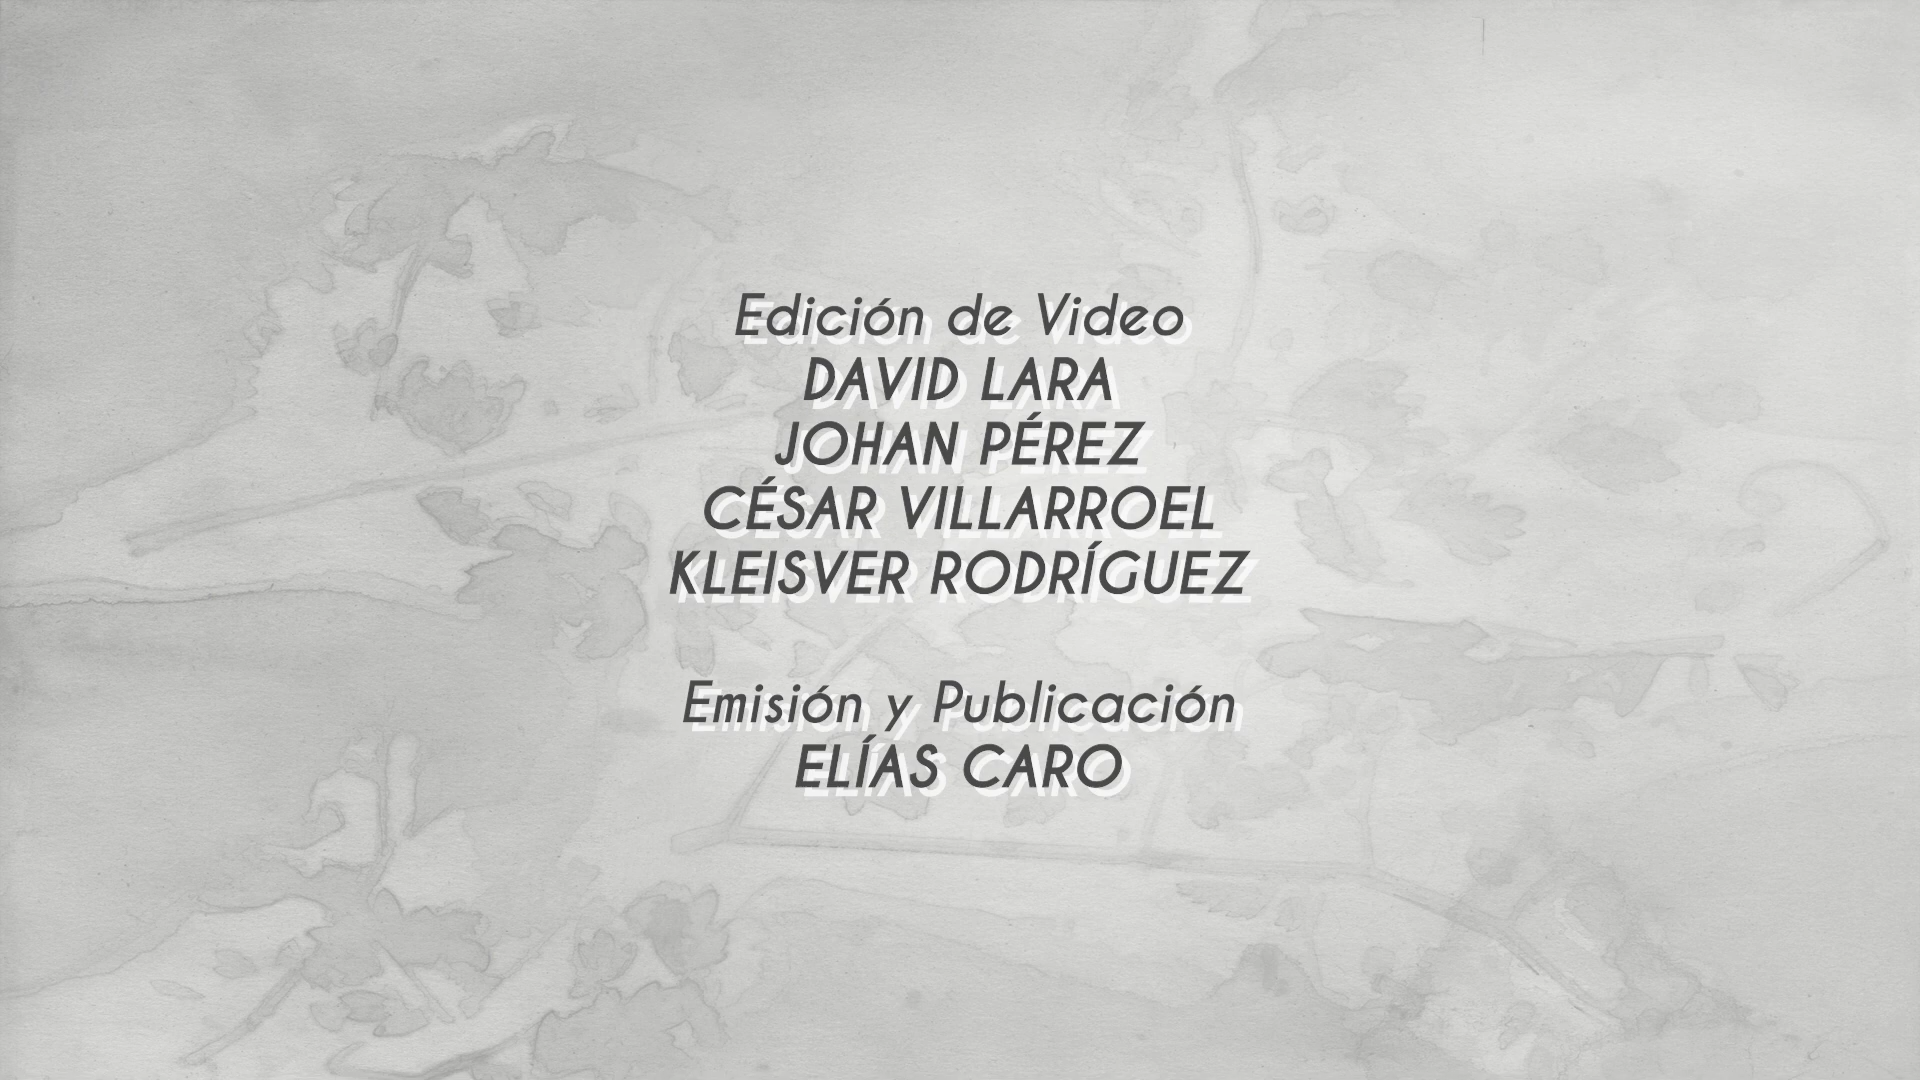 Edición de Video
DAVID LARA
JOHAN PÉREZ
CÉSAR VILLARROEL
KLEISVER RODRÍGUEZ
Emisión y Publicación
ELÍAS CARO